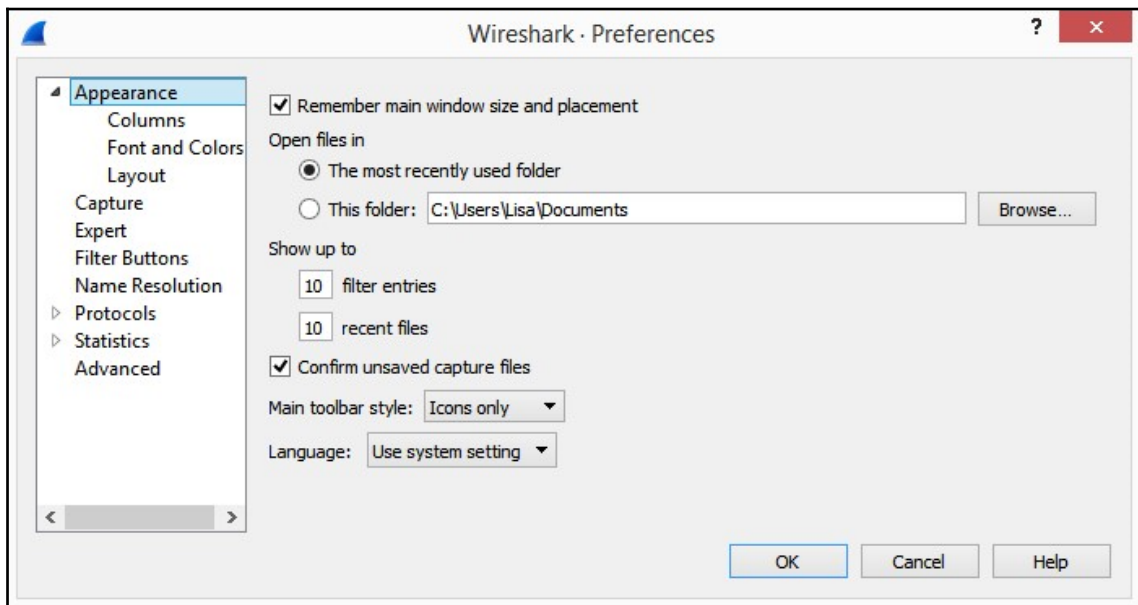 Wireshark · Preferences
?
×
Appearance
Columns
Font and Colors
Layout
Capture
Expert
Filter Buttons
Name Resolution
Protocols
Statistics
Advanced
Remember main window size and placement
Open files in
The most recently used folder
This folder: C:\Users\Lisa\Documents Browse...
Show up to
10 filter entries
10 recent files
Confirm unsaved capture files
Main toolbar style: Icons only
Language: Use system setting
OK Cancel Help